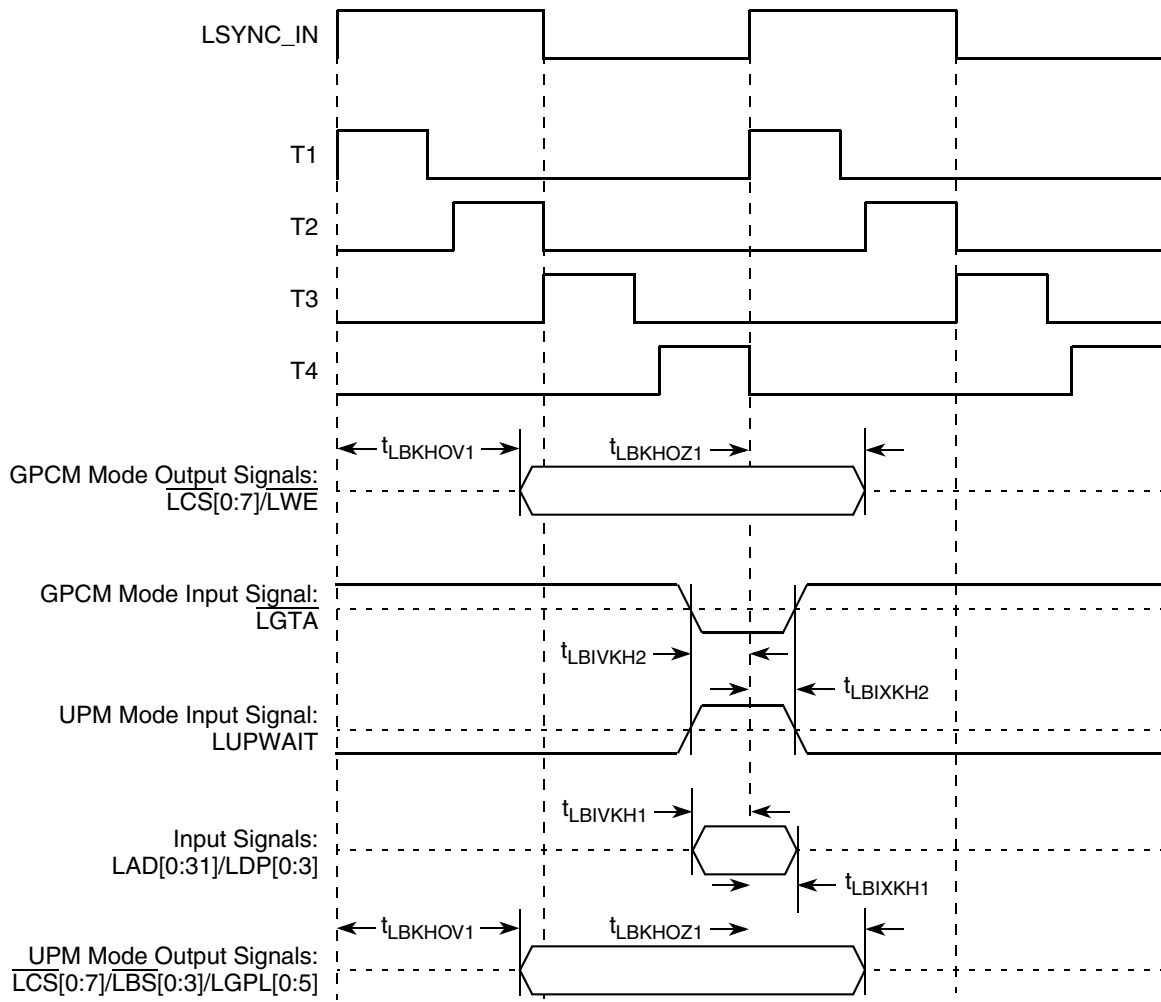 LSYNC_IN
T1
T2
T3
T4
tLBKHOV1
tLBKHOZ1
GPCM Mode Output Signals:
LCS[0:7]/LWE
GPCM Mode Input Signal:
LGTA
tLBIVKH2
tLBIXKH2
UPM Mode Input Signal:
LUPWAIT
tLBIVKH1
Input Signals:
LAD[0:31]/LDP[0:3]
tLBIXKH1
tLBKHOV1
tLBKHOZ1
UPM Mode Output Signals:
LCS[0:7]/LBS[0:3]/LGPL[0:5]